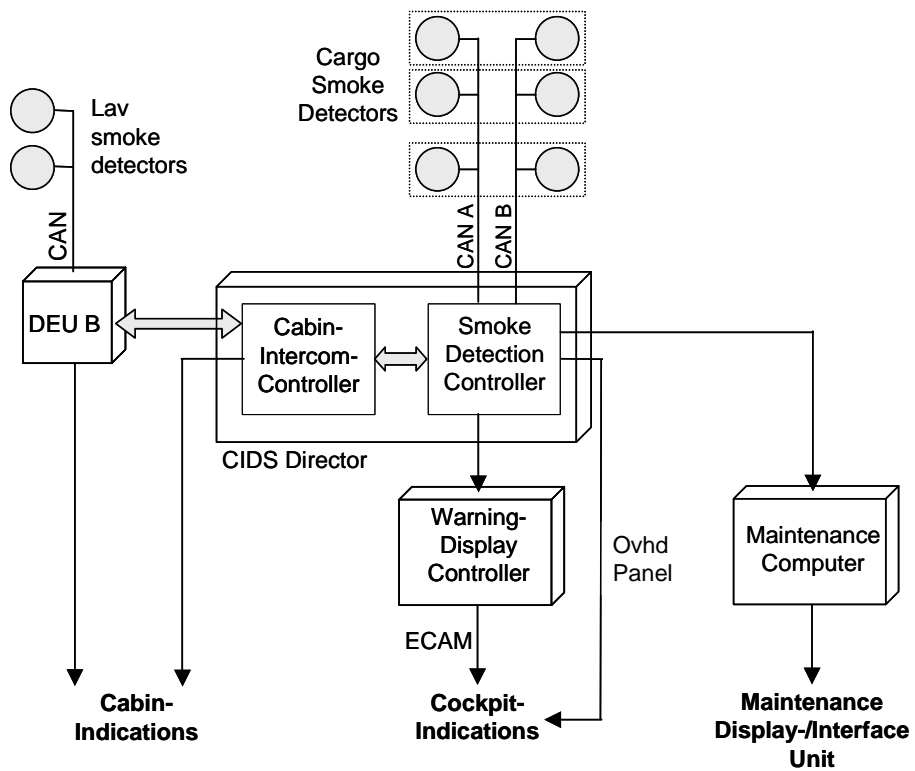 Cargo
Smoke
Detectors
Lav
smoke
detectors
CAN
CAN A
CAN B
DEU B
Cabin-
Intercom-
Controller
Smoke
Detection
Controller
CIDS Director
Warning-
Display
Controller
Ovhd
Panel
Maintenance
Computer
ECAM
Cabin-
Indications
Cockpit-
Indications
Maintenance
Display-/Interface
Unit